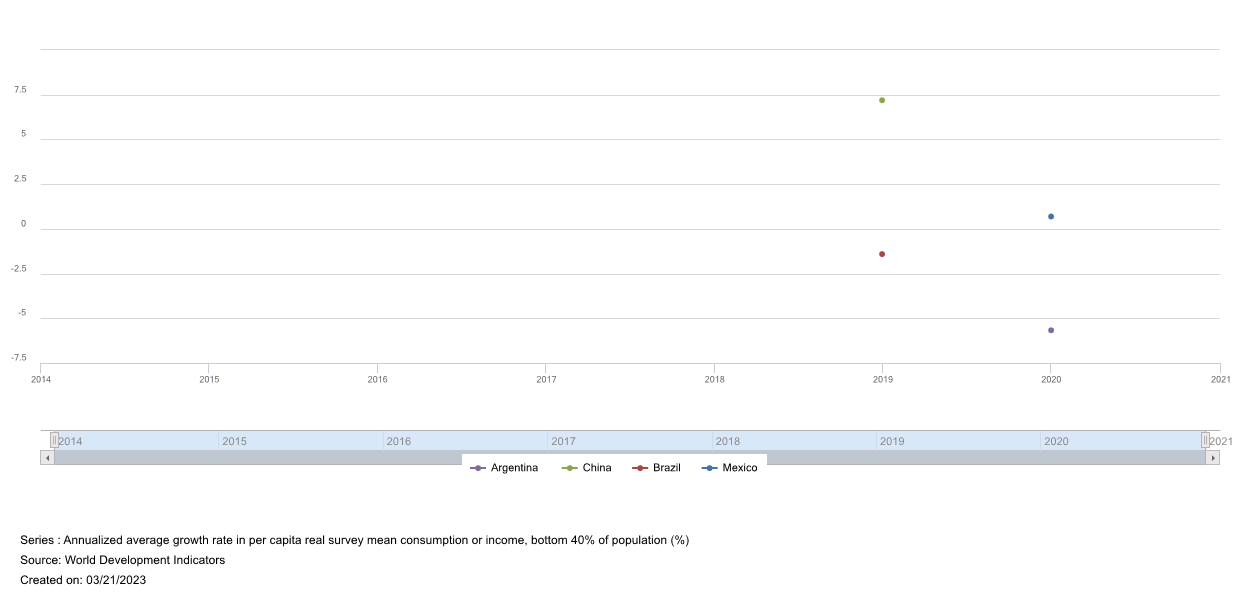 7.5
5
2.5
0
-2.5
-5
-7.5
2014 2015 2016 2017 2018 2019 2020 2021
2014 2015 2016 2017 2018 2019 2020 2021
Argentina China Brazil Mexico
Series : Annualized average growth rate in per capita real survey mean consumption or income, bottom 40% of population (%)
Source: World Development Indicators
Created on: 03/21/2023